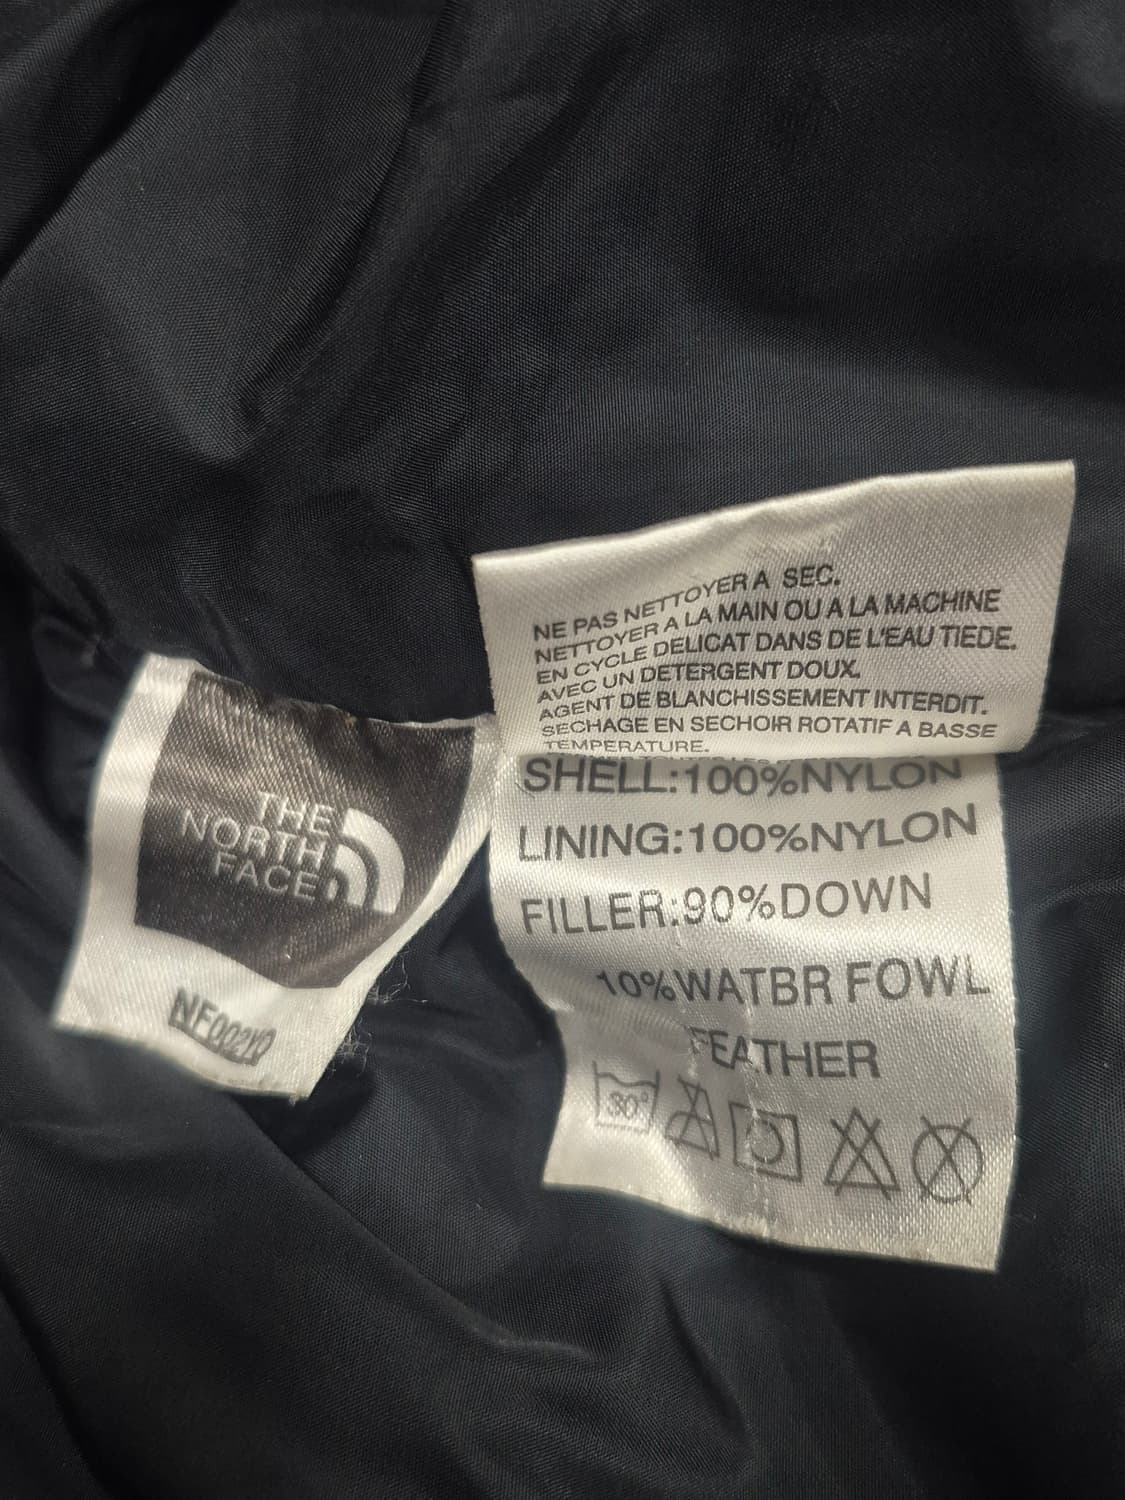 NE PAS NETTOYER A SEC.
NETTOYER A LA MAIN OU A LA MACHINE
EN CYCLE DELICAT DANS DE L'EAU TIEDE.
AVEC UN DETERGENT DOUX.
AGENT DE BLANCHISSEMENT INTERDIT.
SECHAGE EN SECHOIR ROTATIF A BASSE
TEMPERATURE.
THE
NORTH
FACE
SHELL:100%NYLON
LINING:100%NYLON
FILLER:90%DOWN
10%WATBR FOWL
FEATHER
30°